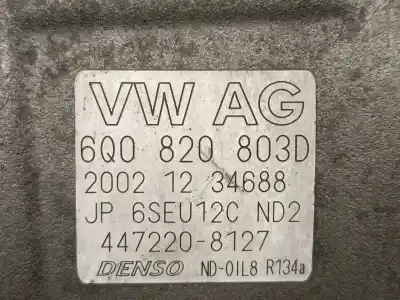 VW AG
6Q0 820 803D
2002 12 34688
JP 6SEU12C ND2
447220-8127
DENSO ND-OIL8 R134a